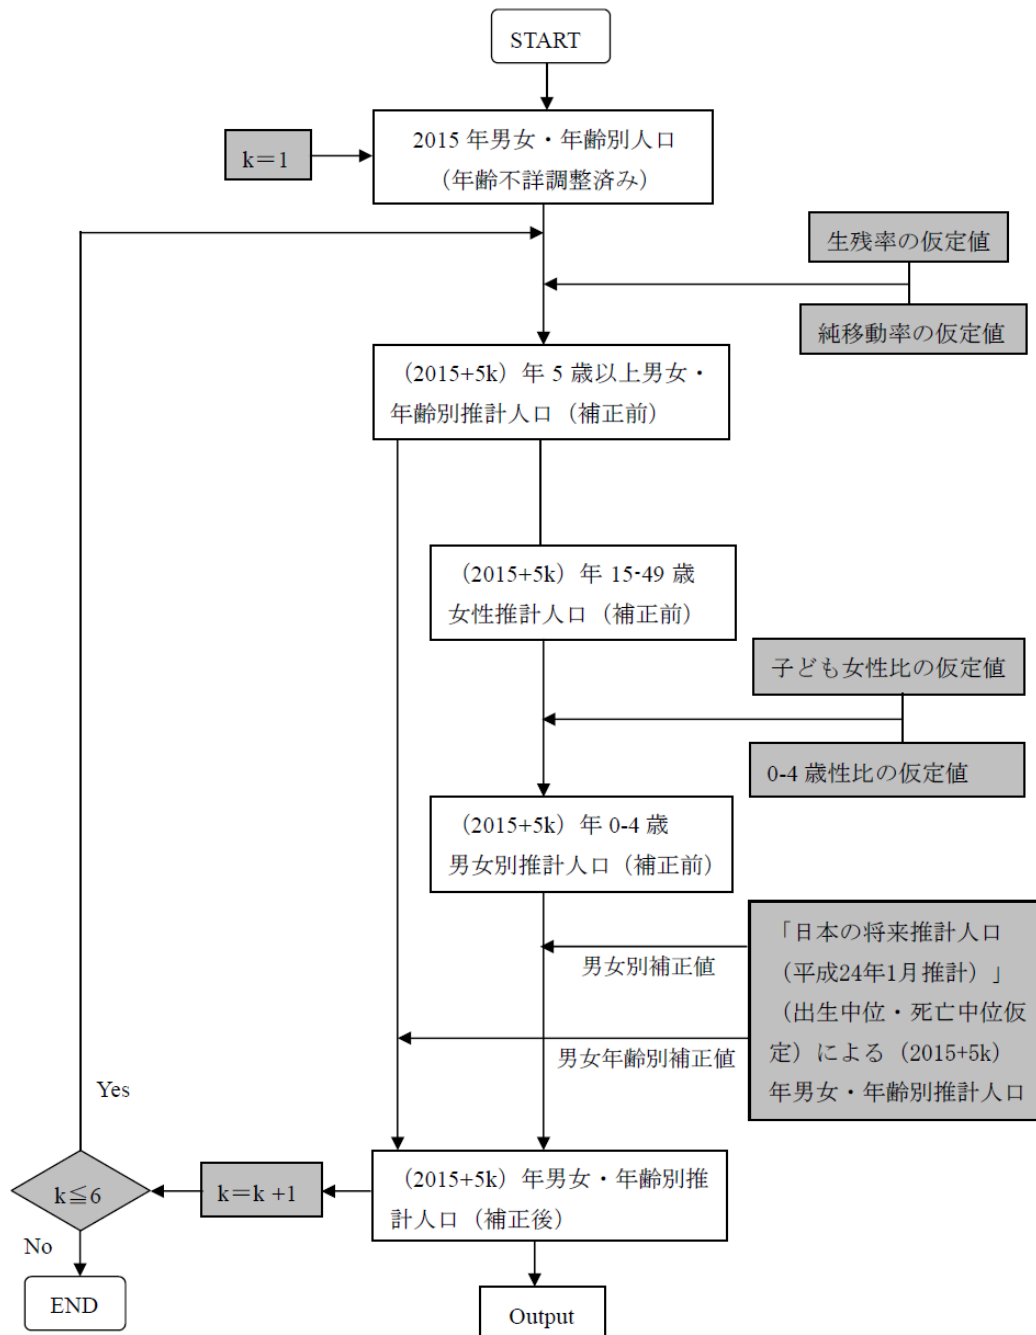 START
2015 年男女・年齢別人口
（年齢不詳調整済み）
k＝1
生残率の仮定値
純移動率の仮定値
（2015+5k）年 5 歳以上男女・
年齢別推計人口（補正前）
（2015+5k）年 15-49 歳
女性推計人口（補正前）
子ども女性比の仮定値
0-4 歳性比の仮定値
（2015+5k）年 0-4 歳
男女別推計人口（補正前）
「日本の将来推計人口
（平成24年1月推計）」
（出生中位・死亡中位仮
定）による（2015+5k）
年男女・年齢別推計人口
男女別補正値
男女年齢別補正値
Yes
（2015+5k）年男女・年齢別推
計人口（補正後）
k＝k +1
k≦6
No
END
Output